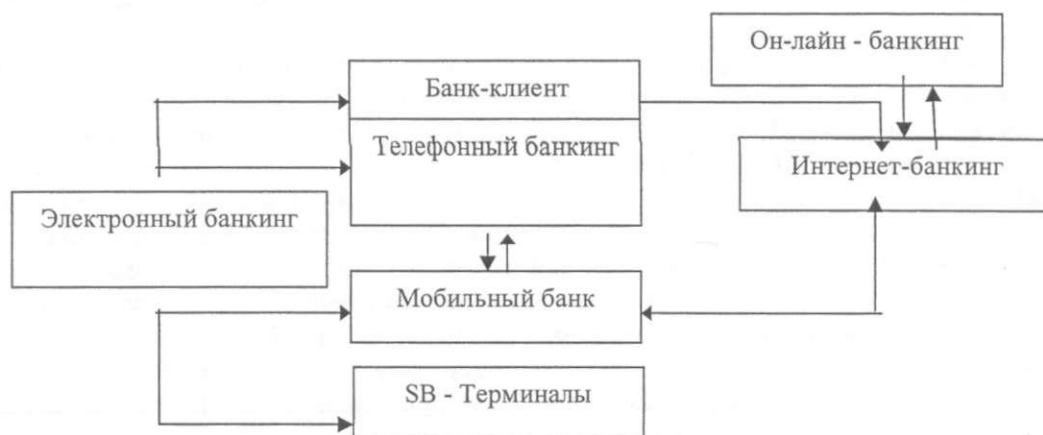 Он-лайн - банкинг
Банк-клиент
Телефонный банкинг
Интернет-банкинг
Электронный банкинг
Мобильный банк
SB - Терминалы